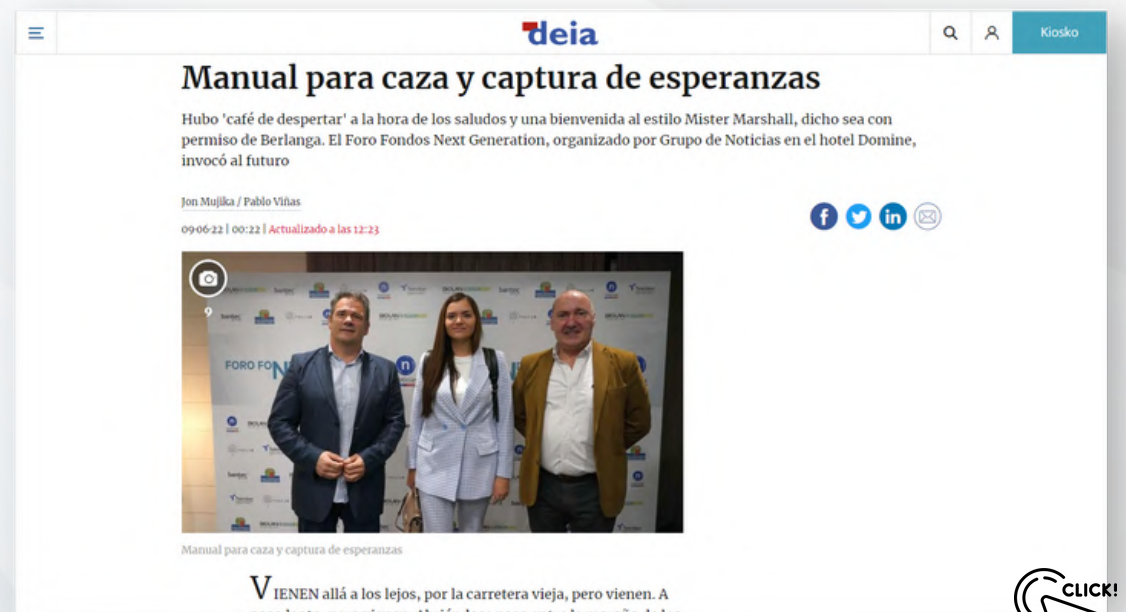 deia
Kiosko
Manual para caza y captura de esperanzas
Hubo 'café de despertar' a la hora de los saludos y una bienvenida al estilo Mister Marshall, dicho sea con
permiso de Berlanga. El Foro Fondos Next Generation, organizado por Grupo de Noticias en el hotel Domine,
invocó al futuro
Jon Mujika / Pablo Viñas
09·06·22 | 00:22 | Actualizado a las 12:23
9
FORO FO
Manual para caza y captura de esperanzas
VIENEN allá a los lejos, por la carretera vieja, pero vienen. A
CLICK!